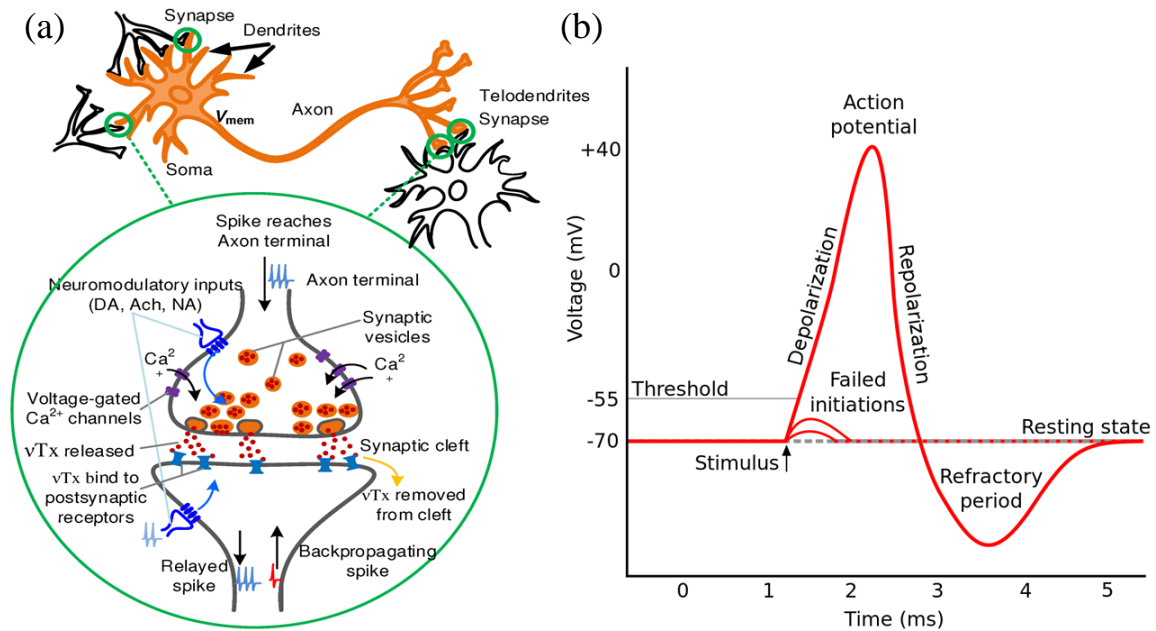 (a)
Synapse
Dendrites
Vmem
Axon
Soma
Telodendrites
Synapse
Spike reaches
Axon terminal
Neuromodulatory inputs
(DA, Ach, NA)
Axon terminal
Synaptic
vesicles
Ca2
+
Ca2
+
Voltage-gated
Ca2+ channels
νTx released
Synaptic cleft
νTx bind to
postsynaptic
receptors
νTx removed
from cleft
Relayed
spike
Backpropagating
spike
(b)
Action
potential
+40
0
-55
-70
Voltage (mV)
Depolarization
Repolarization
Threshold
Failed
initiations
Resting state
Stimulus
Refractory
period
0 1 2 3 4 5
Time (ms)